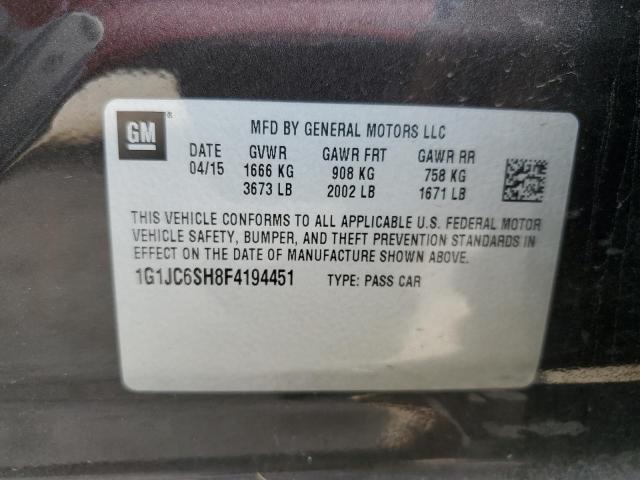 GM®
MFD BY GENERAL MOTORS LLC
DATE GVWR GAWR FRT GAWR RR
04/15 1666 KG 908 KG 758 KG
3673 LB 2002 LB 1671 LB
THIS VEHICLE CONFORMS TO ALL APPLICABLE U.S. FEDERAL MOTOR
VEHICLE SAFETY, BUMPER, AND THEFT PREVENTION STANDARDS IN
EFFECT ON THE DATE OF MANUFACTURE SHOWN ABOVE.
1G1JC6SH8F4194451 TYPE: PASS CAR